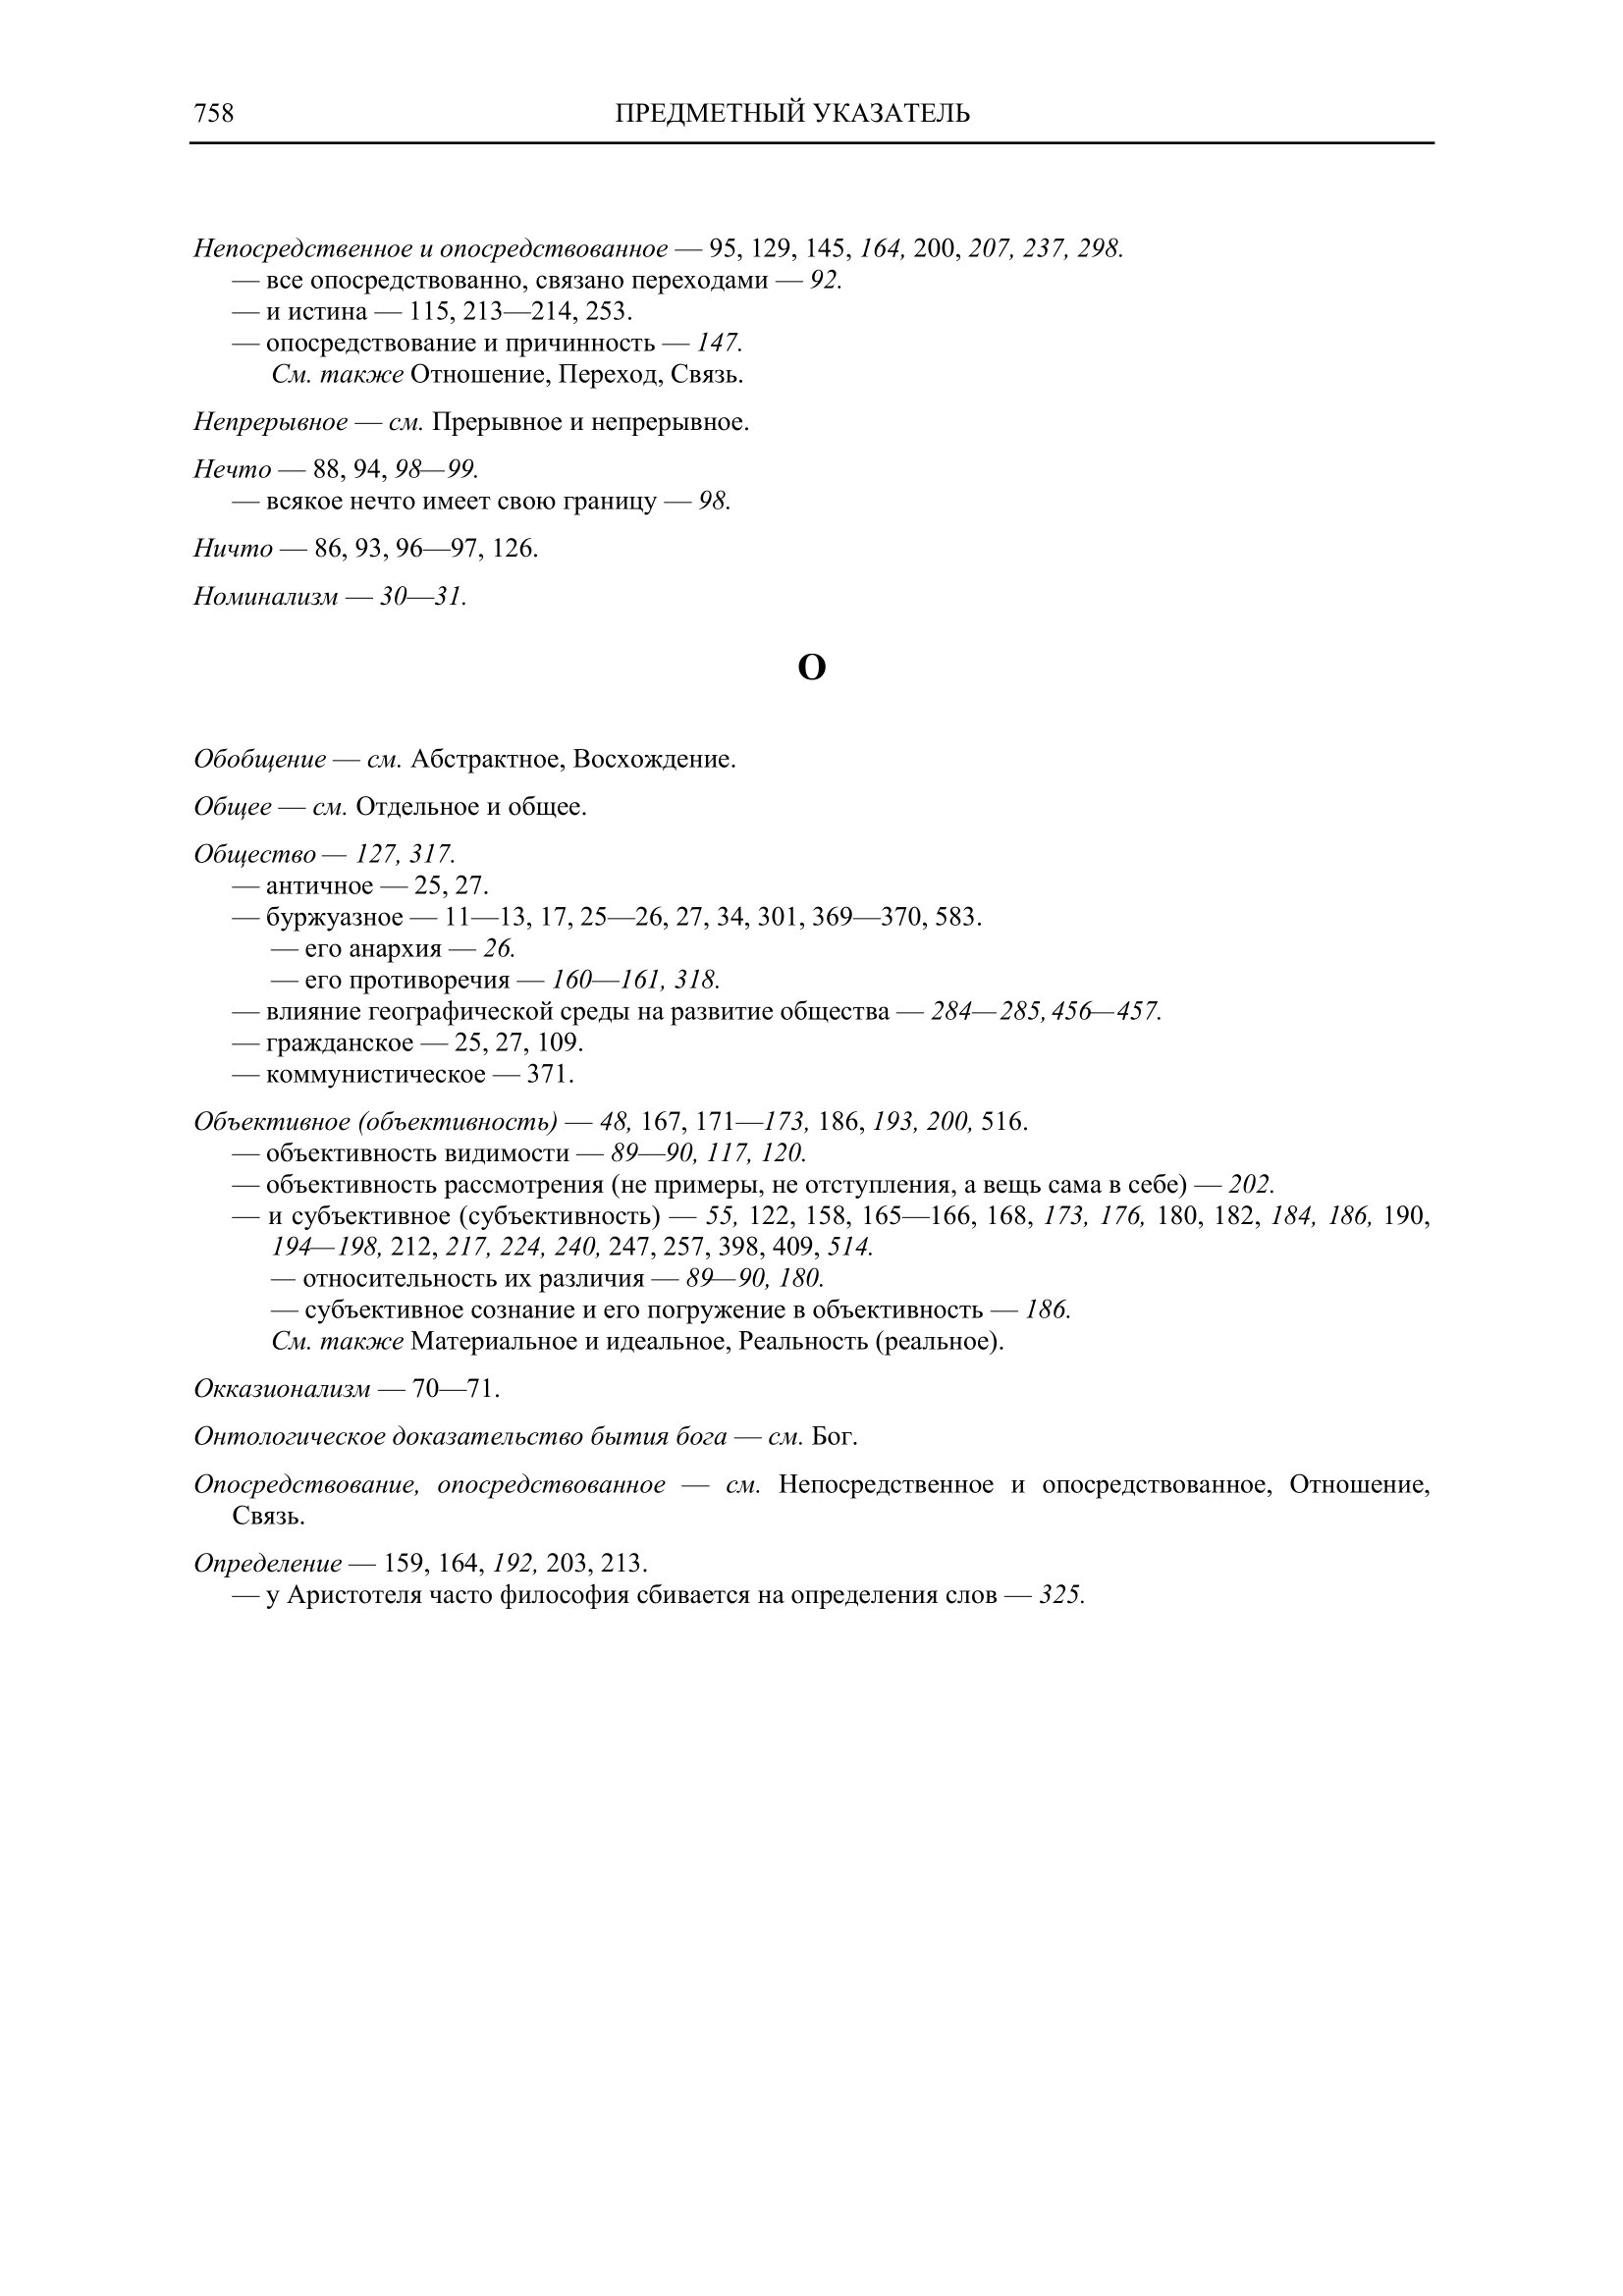 758
ПРЕДМЕТНЫЙ УКАЗАТЕЛЬ
Непосредственное и опосредствованное — 95, 129, 145, 164, 200, 207, 237, 298.
— все опосредствованно, связано переходами — 92.
— и истина — 115, 213—214, 253.
— опосредствование и причинность — 147.
См. также Отношение, Переход, Связь.
Непрерывное — см. Прерывное и непрерывное.
Нечто — 88, 94, 98—99.
— всякое нечто имеет свою границу — 98.
Ничто — 86, 93, 96—97, 126.
Номинализм — 30—31.
О
Обобщение — см. Абстрактное, Восхождение.
Общее — см. Отдельное и общее.
Общество — 127, 317.
— античное — 25, 27.
— буржуазное — 11—13, 17, 25—26, 27, 34, 301, 369—370, 583.
— его анархия — 26.
— его противоречия — 160—161, 318.
— влияние географической среды на развитие общества — 284—285, 456—457.
— гражданское — 25, 27, 109.
— коммунистическое — 371.
Объективное (объективность) — 48, 167, 171—173, 186, 193, 200, 516.
— объективность видимости — 89—90, 117, 120.
— объективность рассмотрения (не примеры, не отступления, а вещь сама в себе) — 202.
— и субъективное (субъективность) — 55, 122, 158, 165—166, 168, 173, 176, 180, 182, 184, 186, 190,
194—198, 212, 217, 224, 240, 247, 257, 398, 409, 514.
— относительность их различия — 89—90, 180.
— субъективное сознание и его погружение в объективность — 186.
См. также Материальное и идеальное, Реальность (реальное).
Окказионализм — 70—71.
Онтологическое доказательство бытия бога — см. Бог.
Опосредствование, опосредствованное — см. Непосредственное и опосредствованное, Отношение,
Связь.
Определение — 159, 164, 192, 203, 213.
— у Аристотеля часто философия сбивается на определения слов — 325.